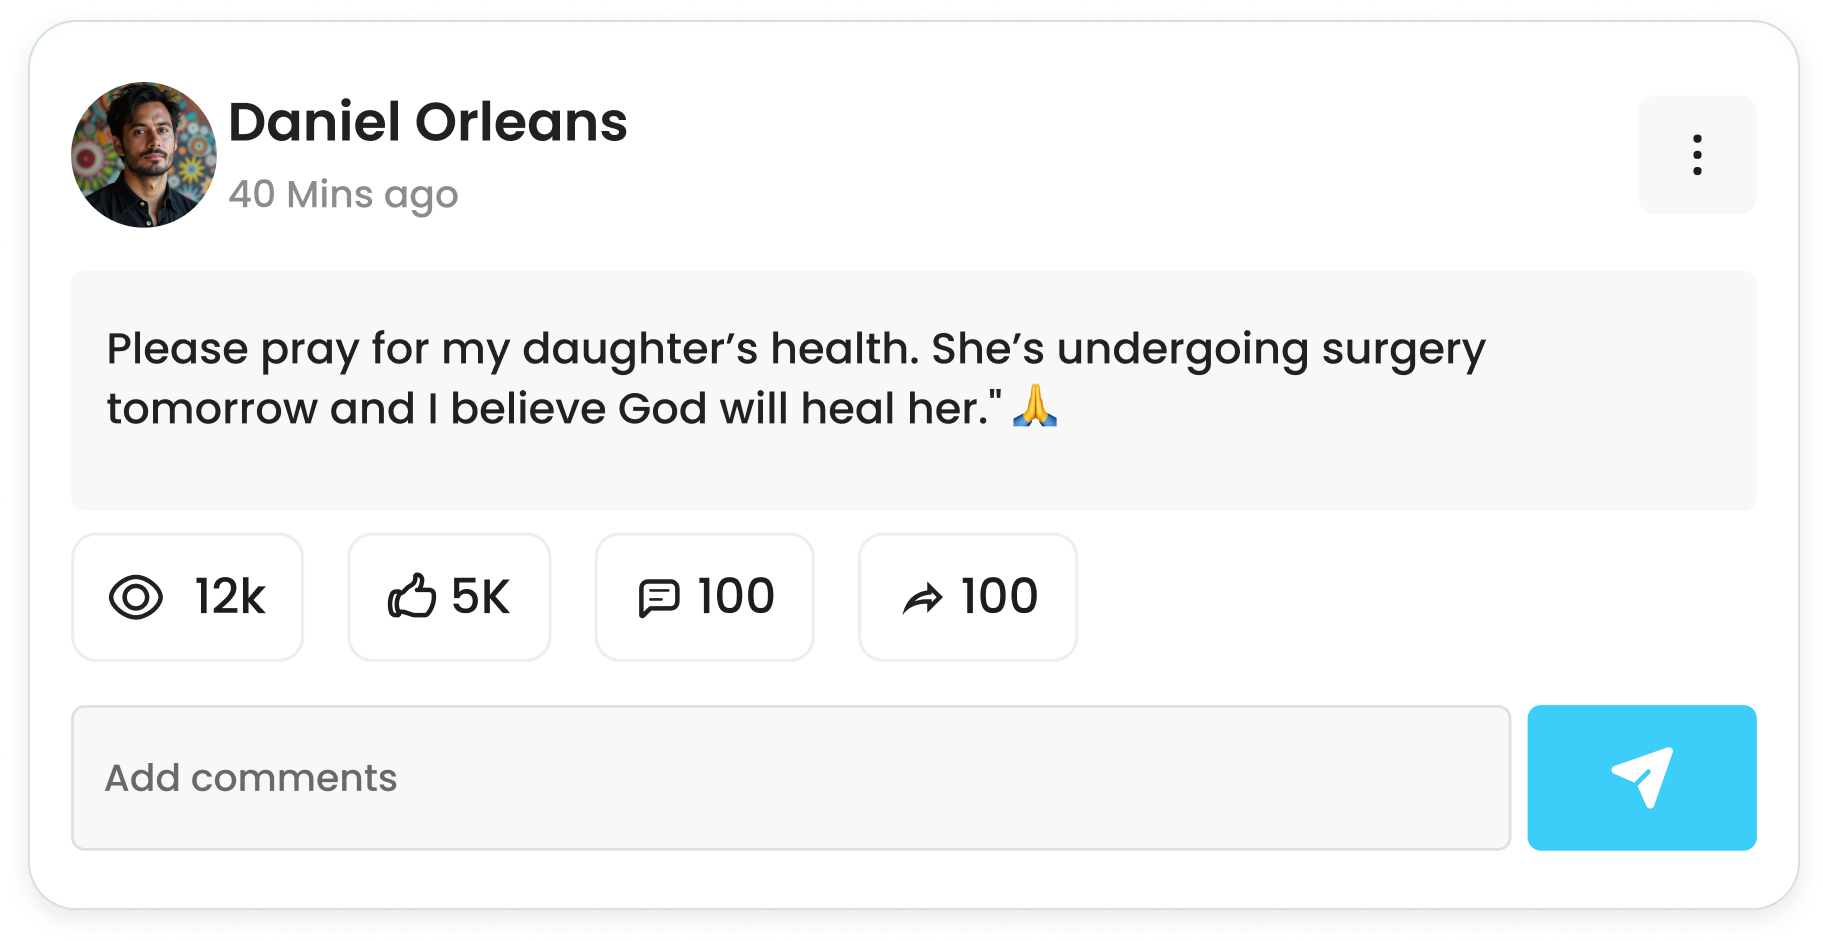 Daniel Orleans
40 Mins ago
Please pray for my daughter’s health. She’s undergoing surgery
tomorrow and I believe God will heal her." 🙏
12k
5K
100
100
Add comments